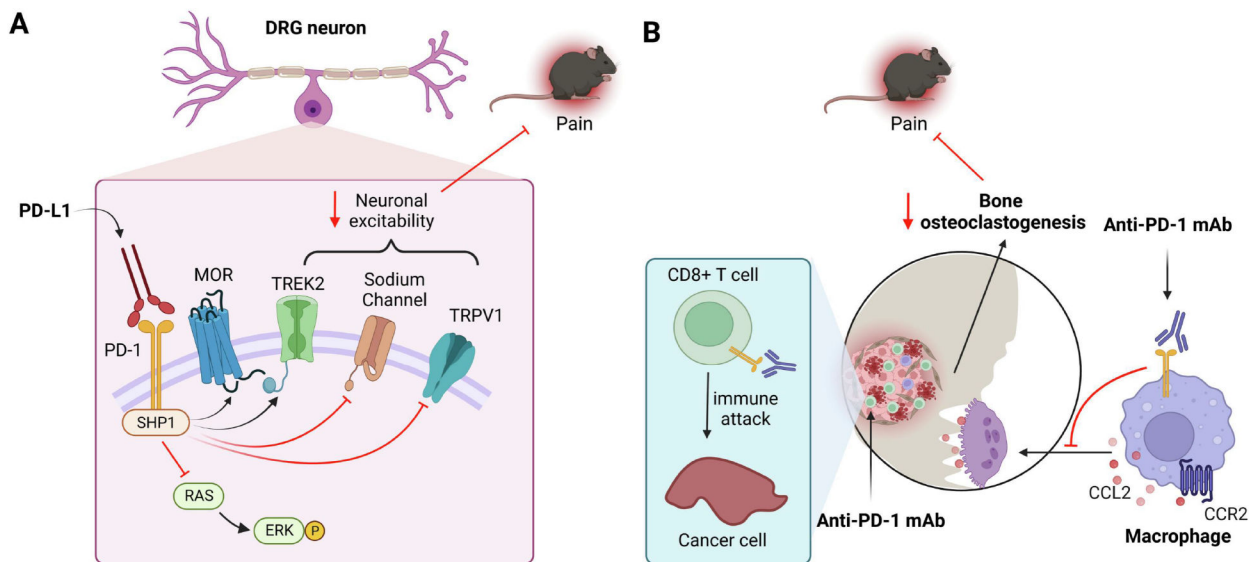 A
DRG neuron
Pain
PD-L1
Neuronal
excitability
MOR
TREK2
Sodium
Channel
TRPV1
PD-1
SHP1
RAS
ERK
P
B
Pain
Bone
osteoclastogenesis
Anti-PD-1 mAb
CD8+ T cell
immune
attack
Cancer cell
Anti-PD-1 mAb
CCL2
CCR2
Macrophage